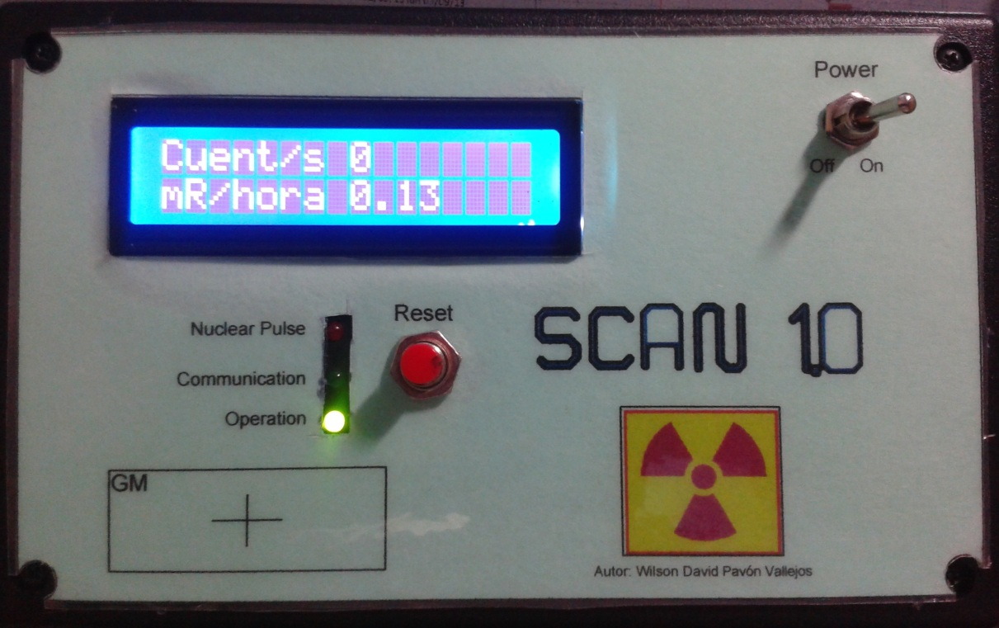 Power
Off On
Cuent/s 0
mR/hora 0.13
Nuclear Pulse
Communication
Operation
Reset
SCAN 1.0
GM
Autor: Wilson David Pavón Vallejos